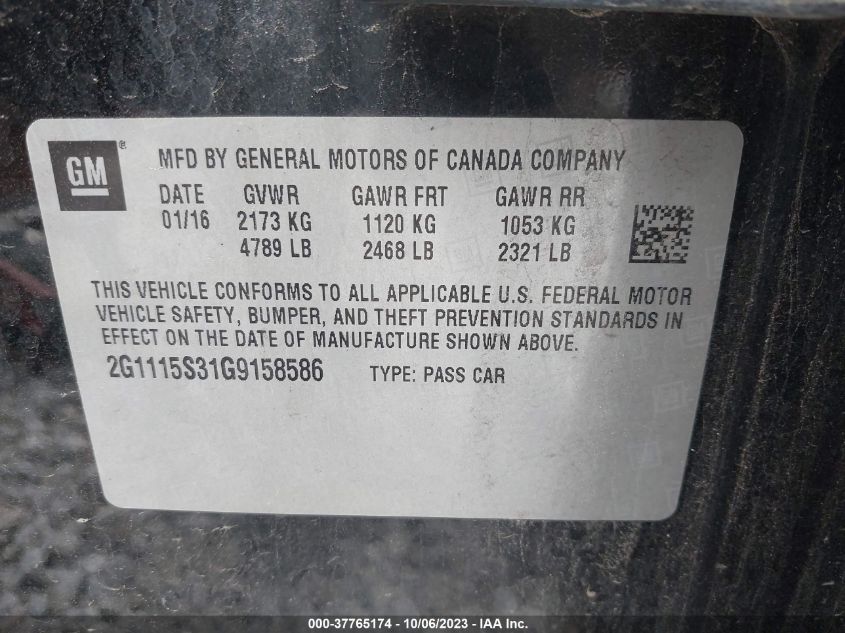 GM
®
MFD BY GENERAL MOTORS OF CANADA COMPANY
DATE GVWR GAWR FRT GAWR RR
01/16 2173 KG 1120 KG 1053 KG
4789 LB 2468 LB 2321 LB
THIS VEHICLE CONFORMS TO ALL APPLICABLE U.S. FEDERAL MOTOR
VEHICLE SAFETY, BUMPER, AND THEFT PREVENTION STANDARDS IN
EFFECT ON THE DATE OF MANUFACTURE SHOWN ABOVE.
2G1115S31G9158586 TYPE: PASS CAR
000-37765174 - 10/06/2023 - IAA Inc.